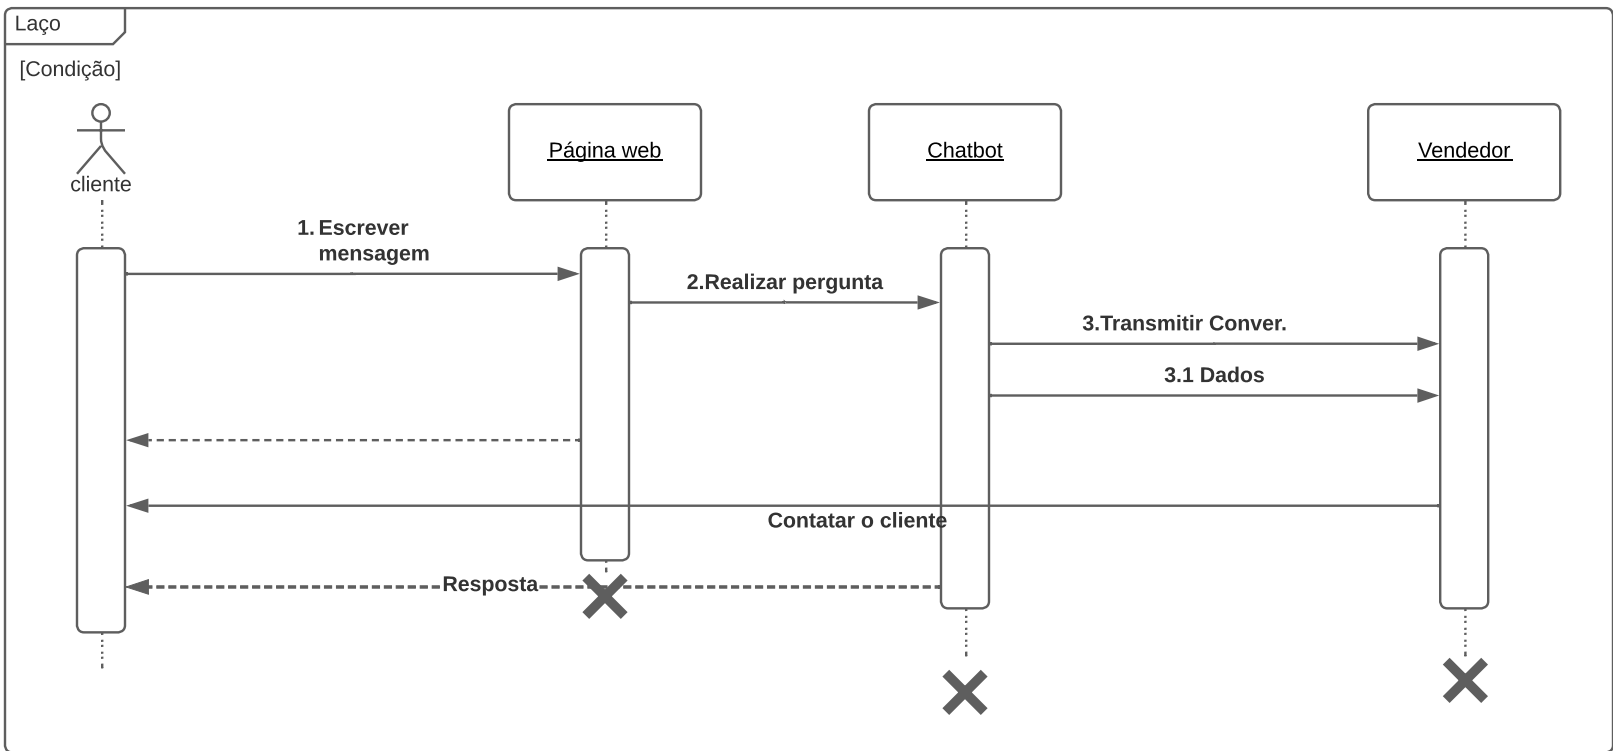 Laço
[Condição]
cliente
Página web
Chatbot
Vendedor
1. Escrever
mensagem
2.Realizar pergunta
3.Transmitir Conver.
3.1 Dados
Contatar o cliente
Resposta